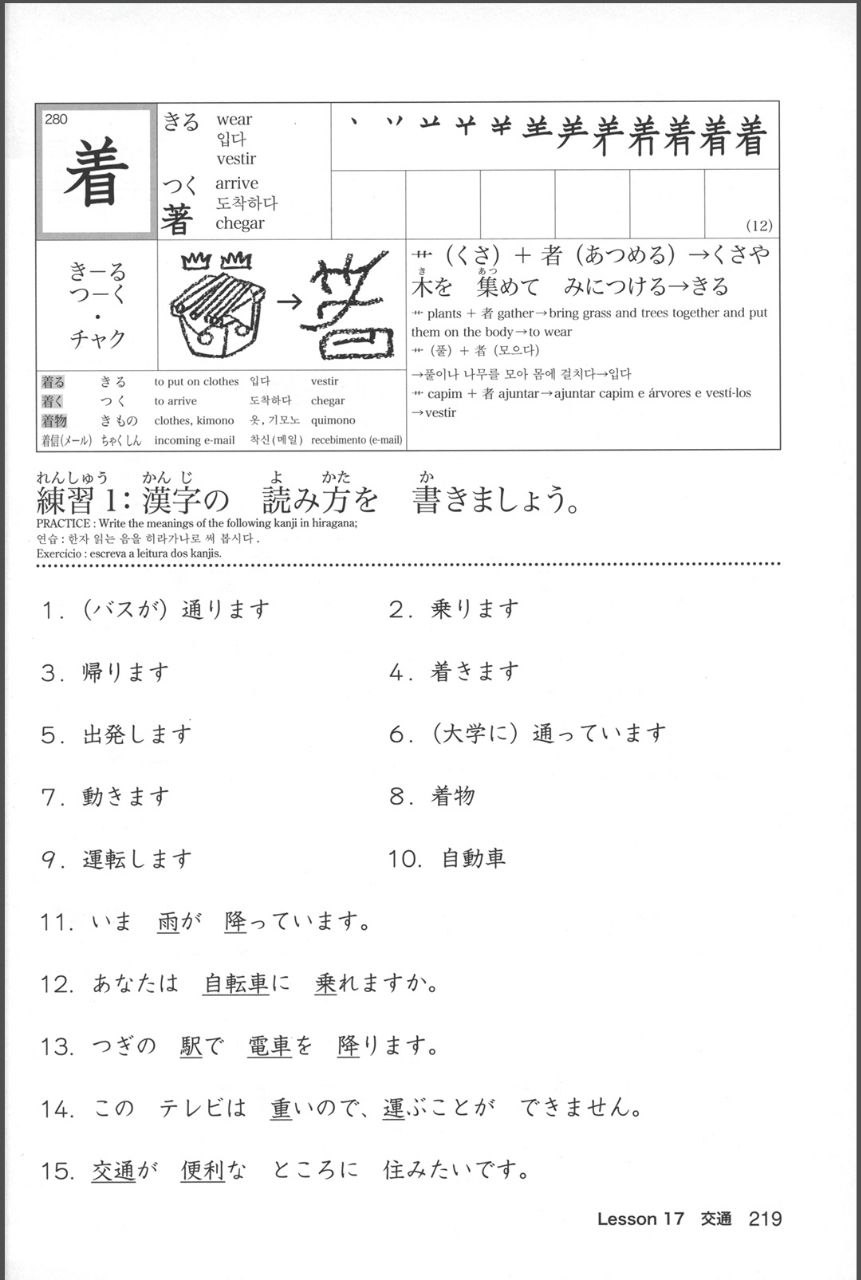 280
着
きる wear
입다
vestir
つく arrive
도착하다
chegar
著
(12)
きーる
つーく
・
チャク
→
艹（くさ）＋者（あつめる）→くさや
き あつ
木を 集めて みにつける→きる
艹 plants + 者 gather→bring grass and trees together and put
them on the body→to wear
艹（풀）+ 者（모으다）
→풀이나 나무를 모아 몸에 걸치다→입다
艹 capim e 者 ajuntar→ajuntar capim e árvores e vestí-los
→vestir
着る きる to put on clothes 입다 vestir
着く つく to arrive 도착하다 chegar
着物 きもの clothes, kimono 옷, 기모노 quimono
着信(メール) ちゃくしん incoming e-mail 착신(메일) recebimento (e-mail)
れんしゅう かんじ よ かた か
練習1：漢字の 読み方を 書きましょう。
PRACTICE : Write the meanings of the following kanji in hiragana;
연습 : 한자 읽는 음을 히라가나로 써 봅시다.
Exercício : escreva a leitura dos kanjis.
1.（バスが）通ります 2. 乗ります
3. 帰ります 4. 着きます
5. 出発します 6.（大学に）通っています
7. 動きます 8. 着物
9. 運転します 10. 自動車
11. いま 雨が 降っています。
12. あなたは 自転車に 乗れますか。
13. つぎの 駅で 電車を 降ります。
14. この テレビは 重いので、運ぶことが できません。
15. 交通が 便利な ところに 住みたいです。
Lesson 17 交通 219